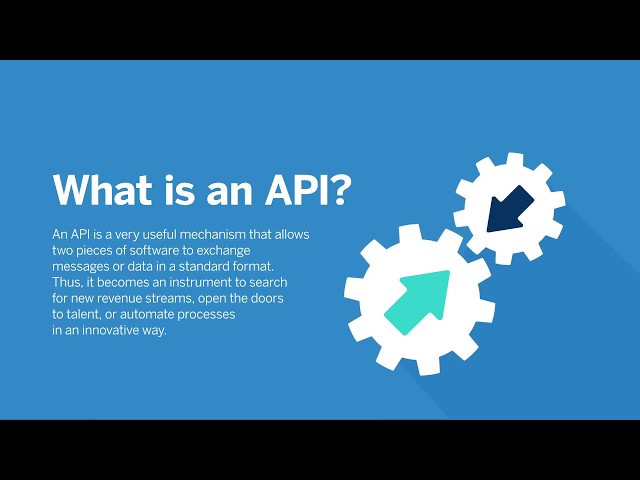 What is an API?
An API is a very useful mechanism that allows
two pieces of software to exchange
messages or data in a standard format.
Thus, it becomes an instrument to search
for new revenue streams, open the doors
to talent, or automate processes
in an innovative way.